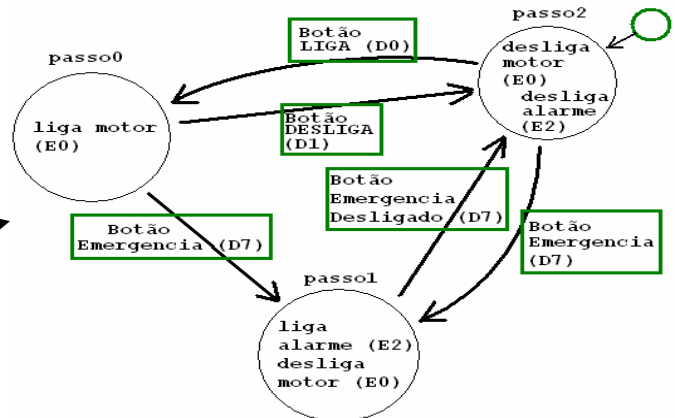 passo2
Botão
LIGA (D0)
passo0
desliga
motor
(E0)
desliga
alarme
(E2)
liga motor
(E0)
Botão
DESLIGA
(D1)
Botão
Emergencia
Desligado (D7)
Botão
Emergencia (D7)
Botão
Emergencia
(D7)
passo1
liga
alarme (E2)
desliga
motor (E0)